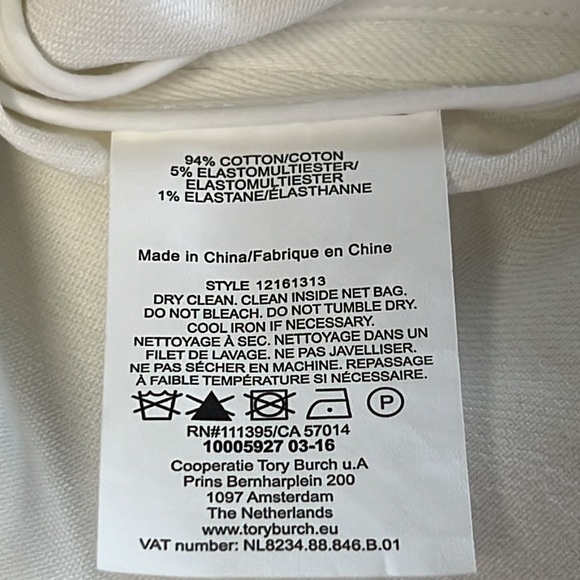 94% COTTON/COTON
5% ELASTOMULTIESTER/
ELASTOMULTIESTER
1% ELASTANE/ÉLASTHANNE
Made in China/Fabrique en Chine
STYLE 12161313
DRY CLEAN. CLEAN INSIDE NET BAG.
DO NOT BLEACH. DO NOT TUMBLE DRY.
COOL IRON IF NECESSARY.
NETTOYAGE À SEC. NETTOYAGE DANS UN
FILET DE LAVAGE. NE PAS JAVELLISER.
NE PAS SÉCHER EN MACHINE. REPASSAGE
À FAIBLE TEMPÉRATURE SI NÉCESSAIRE.
P
RN#111395/CA 57014
10005927 03-16
Cooperatie Tory Burch u.A
Prins Bernharplein 200
1097 Amsterdam
The Netherlands
www.toryburch.eu
VAT number: NL8234.88.846.B.01